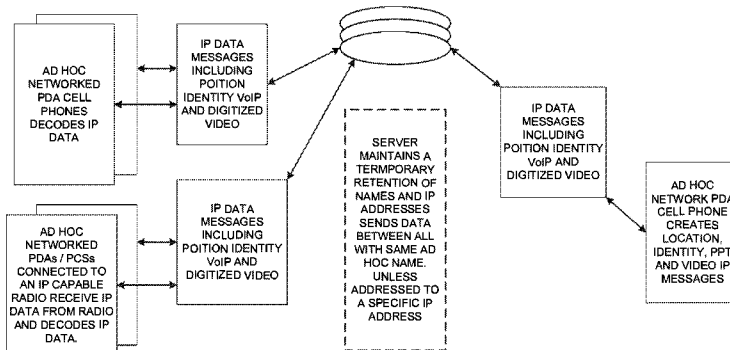 AD HOC
NETWORKED
PDA CELL
PHONES
DECODES IP
DATA
IP DATA
MESSAGES
INCLUDING
POITION
IDENTITY VoIP
AND DIGITIZED
VIDEO
AD HOC
NETWORKED
PDAs / PCSs
CONNECTED TO
AN IP CAPABLE
RADIO RECEIVE IP
DATA FROM RADIO
AND DECODES IP
DATA.
IP DATA
MESSAGES
INCLUDING
POITION IDENTITY
VoIP AND
DIGITIZED VIDEO
SERVER
MAINTAINS A
TERMPORARY
RETENTION OF
NAMES AND IP
ADDRESSES
SENDS DATA
BETWEEN ALL
WITH SAME AD
HOC NAME.
UNLESS
ADDRESSED TO
A SPECIFIC IP
ADDRESS
IP DATA
MESSAGES
INCLUDING
POITION IDENTITY
VoIP AND
DIGITIZED VIDEO
AD HOC
NETWORK PDA
CELL PHONE
CREATES
LOCATION,
IDENTITY, PPT
AND VIDEO IP
MESSAGES